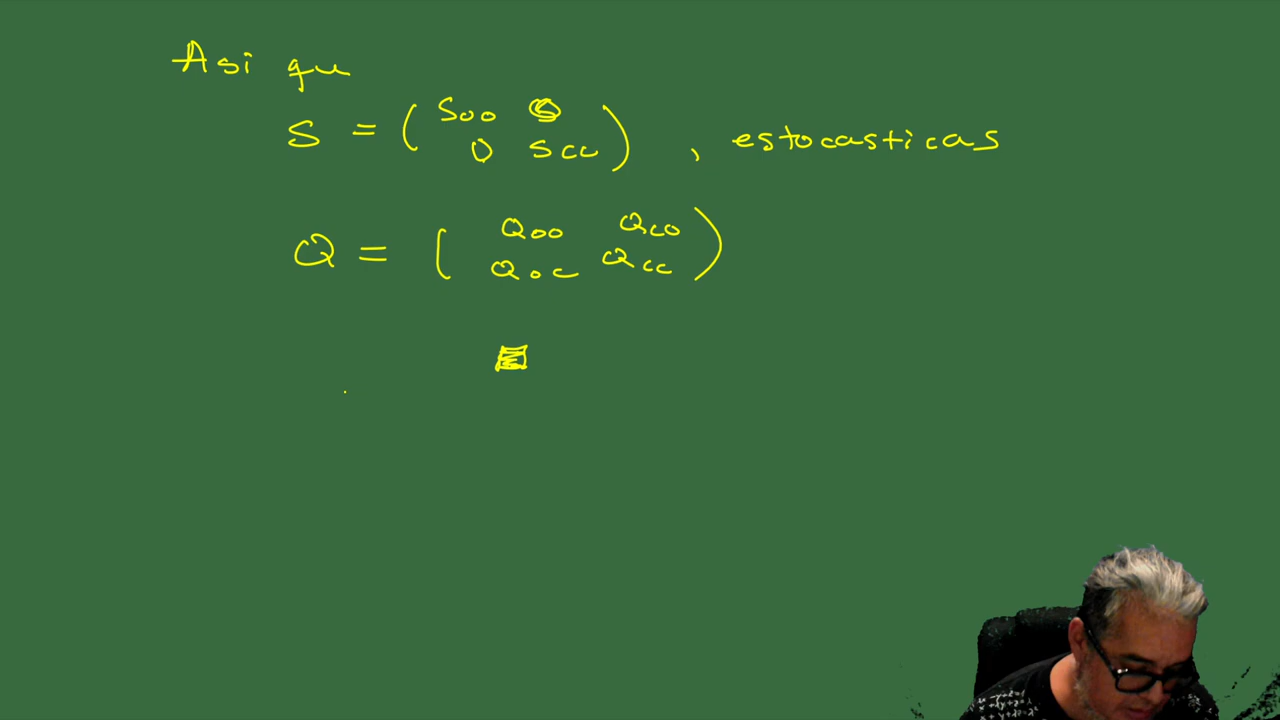 Asi qu
S = ( Soo
0 Scc ) , estocasticas
Q = ( Qoo Qco
Qoc Qcc )